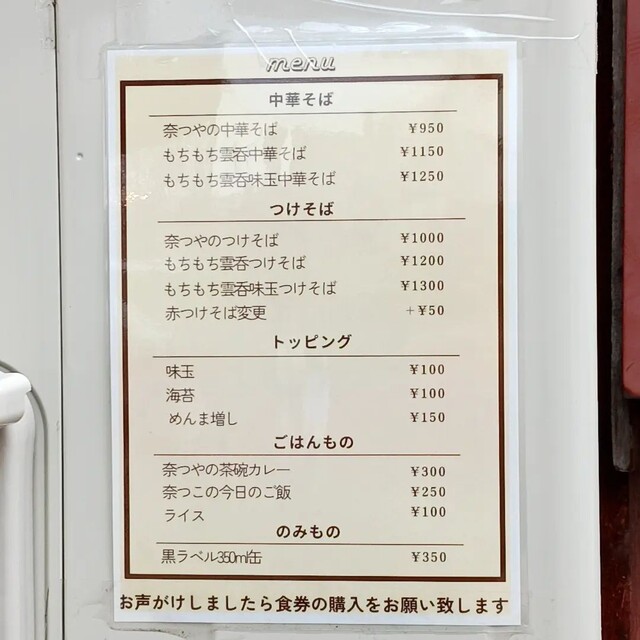 menu
中華そば
奈つやの中華そば ¥950
もちもち雲呑中華そば ¥1150
もちもち雲呑味玉中華そば ¥1250
つけそば
奈つやのつけそば ¥1000
もちもち雲呑つけそば ¥1200
もちもち雲呑味玉つけそば ¥1300
赤つけそば変更 +¥50
トッピング
味玉 ¥100
海苔 ¥100
めんま増し ¥150
ごはんもの
奈つやの茶碗カレー ¥300
奈つこの今日のご飯 ¥250
ライス ¥100
のみもの
黒ラベル350ml缶 ¥350
お声がけしましたら食券の購入をお願い致します